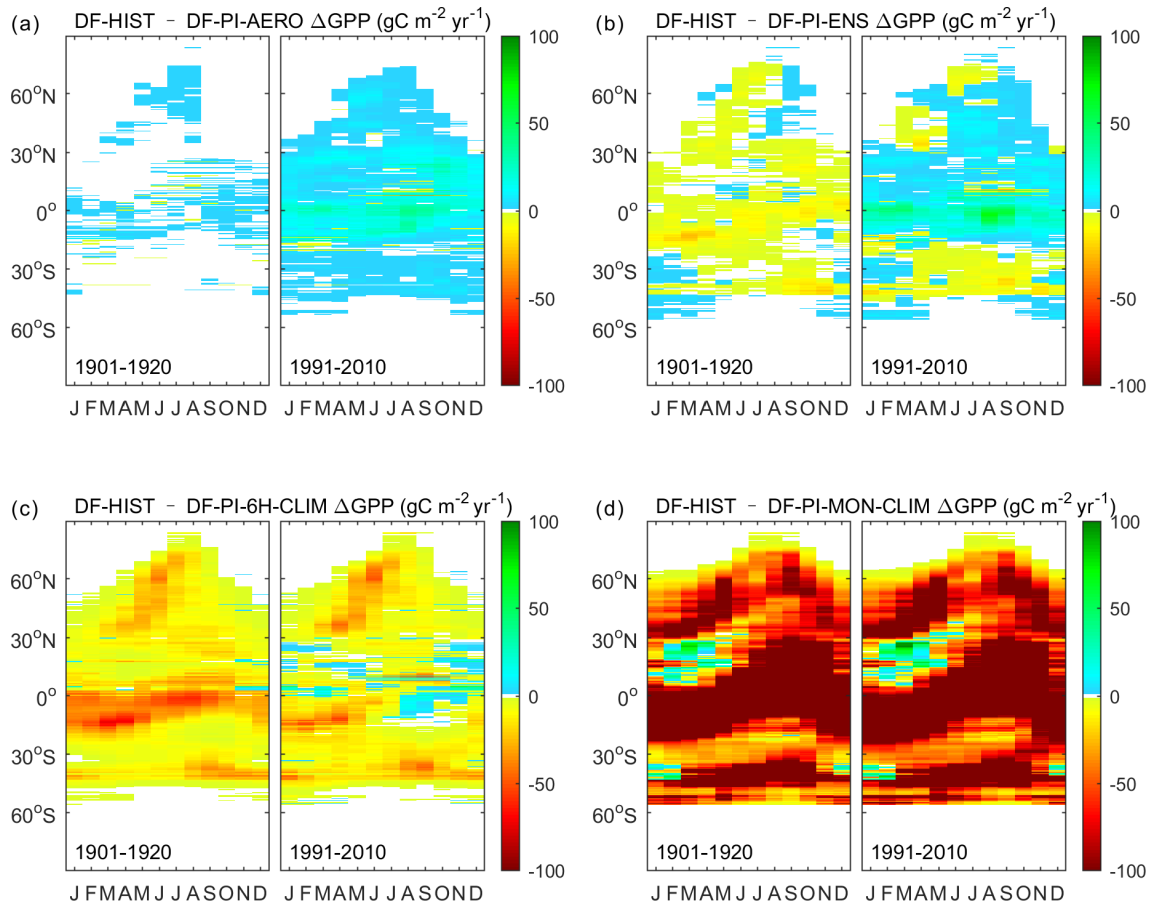 (a) DF-HIST − DF-PI-AERO ΔGPP (gC m⁻² yr⁻¹)
60°N
30°N
0°
30°S
60°S
1901-1920
1991-2010
J F M A M J J A S O N D
J F M A M J J A S O N D
100
50
0
-50
-100
(b) DF-HIST − DF-PI-ENS ΔGPP (gC m⁻² yr⁻¹)
60°N
30°N
0°
30°S
60°S
1901-1920
1991-2010
J F M A M J J A S O N D
J F M A M J J A S O N D
100
50
0
-50
-100
(c) DF-HIST − DF-PI-6H-CLIM ΔGPP (gC m⁻² yr⁻¹)
60°N
30°N
0°
30°S
60°S
1901-1920
1991-2010
J F M A M J J A S O N D
J F M A M J J A S O N D
100
50
0
-50
-100
(d) DF-HIST − DF-PI-MON-CLIM ΔGPP (gC m⁻² yr⁻¹)
60°N
30°N
0°
30°S
60°S
1901-1920
1991-2010
J F M A M J J A S O N D
J F M A M J J A S O N D
100
50
0
-50
-100